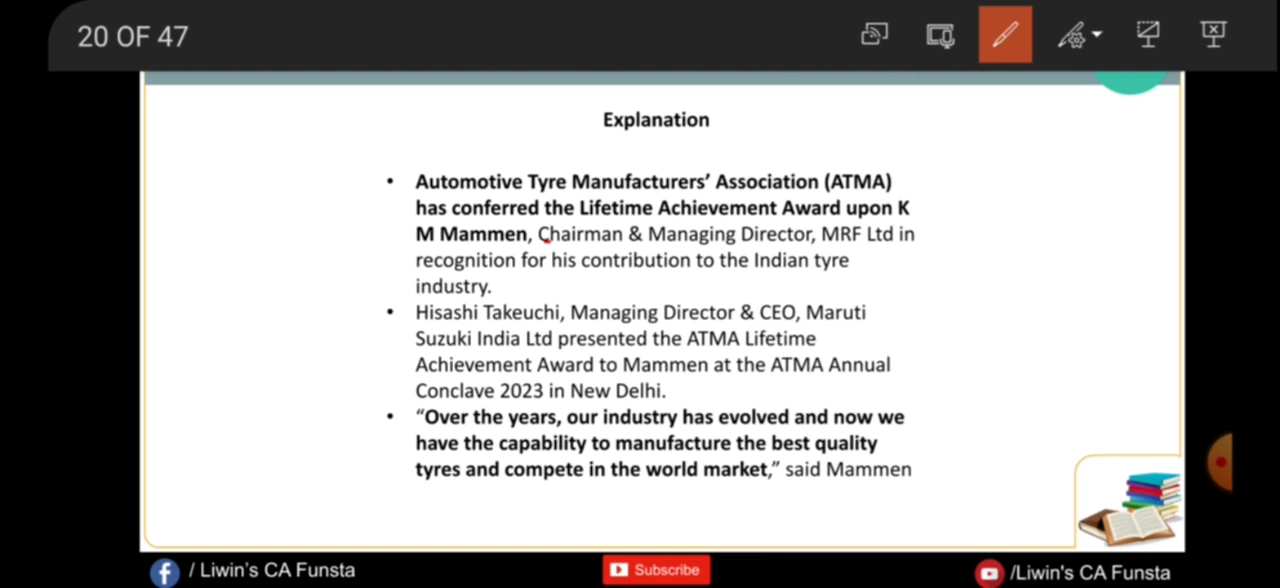 20 OF 47
Explanation
• Automotive Tyre Manufacturers’ Association (ATMA)
has conferred the Lifetime Achievement Award upon K
M Mammen, Chairman & Managing Director, MRF Ltd in
recognition for his contribution to the Indian tyre
industry.
• Hisashi Takeuchi, Managing Director & CEO, Maruti
Suzuki India Ltd presented the ATMA Lifetime
Achievement Award to Mammen at the ATMA Annual
Conclave 2023 in New Delhi.
• “Over the years, our industry has evolved and now we
have the capability to manufacture the best quality
tyres and compete in the world market,” said Mammen
/ Liwin's CA Funsta
Subscribe
/Liwin's CA Funsta